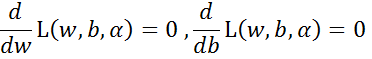 d/dw L(w, b, α) = 0 , d/db L(w, b, α) = 0